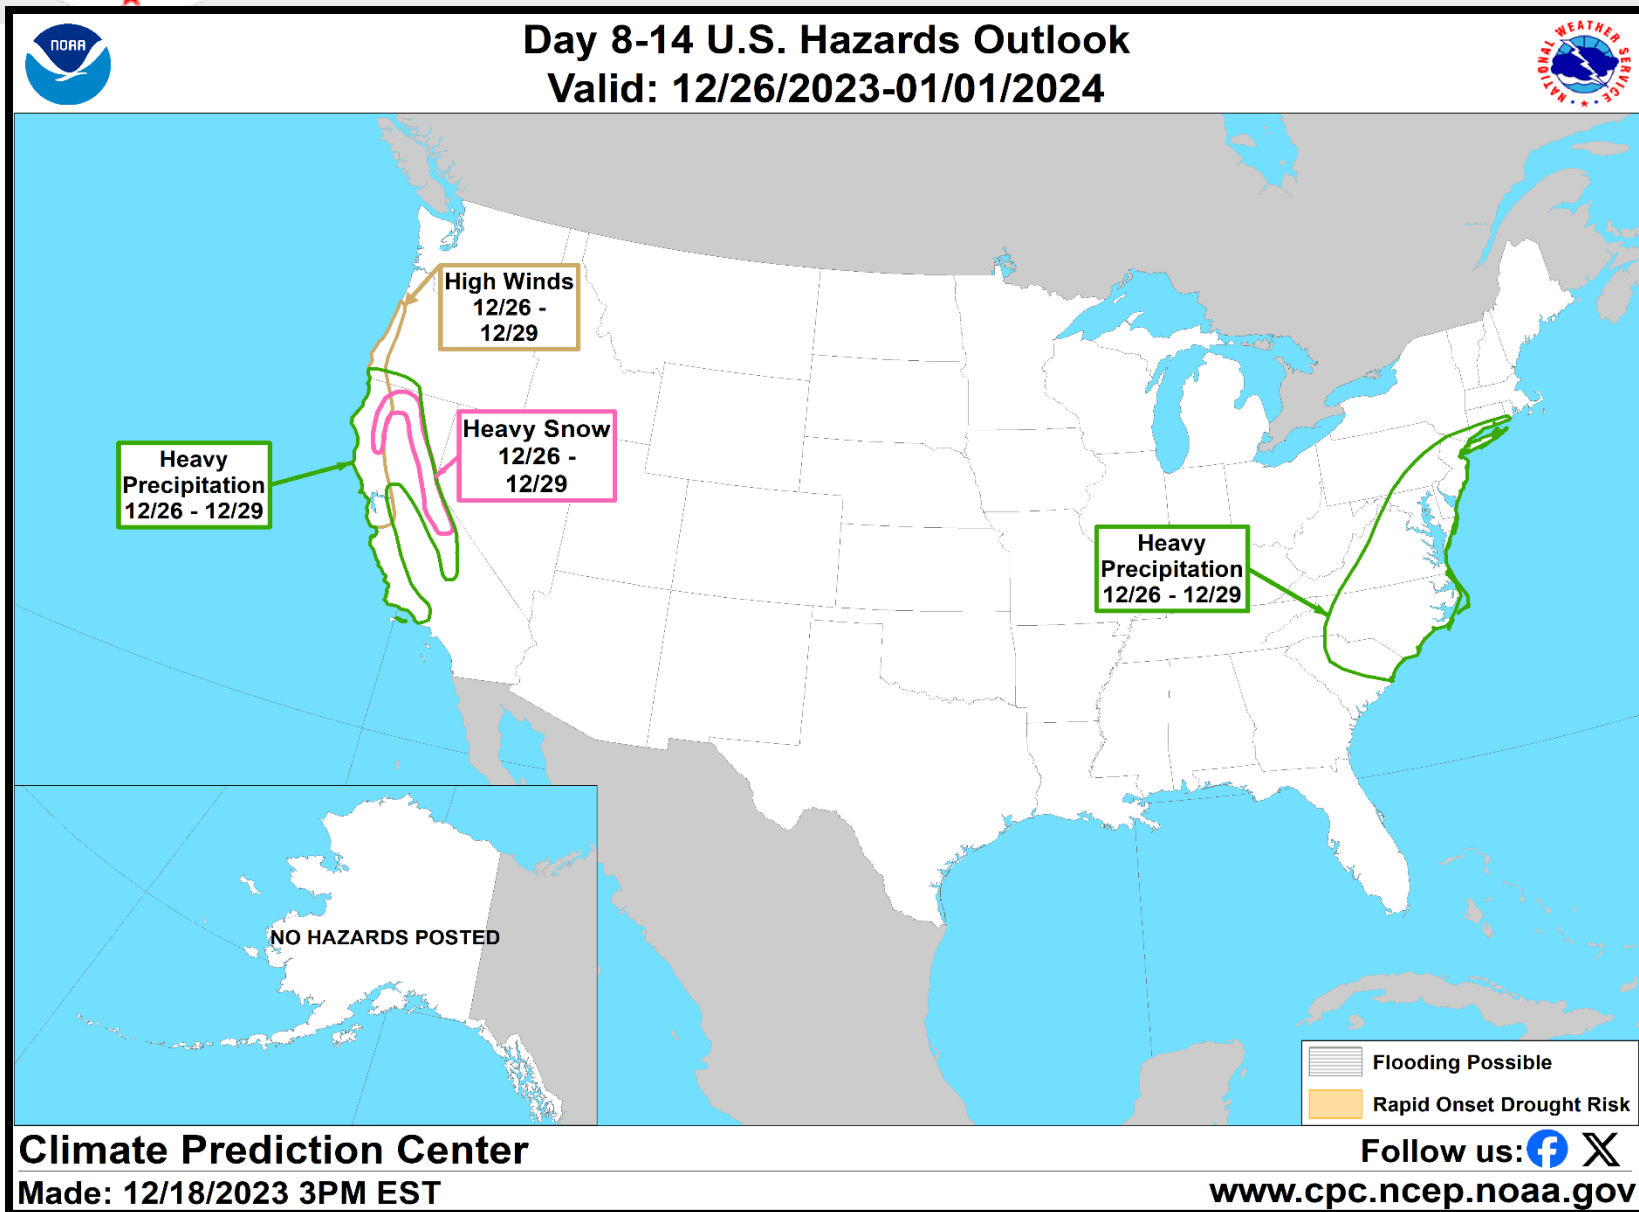 NOAA
Day 8-14 U.S. Hazards Outlook
Valid: 12/26/2023-01/01/2024
NATIONAL WEATHER SERVICE
High Winds
12/26 -
12/29
Heavy Snow
12/26 -
12/29
Heavy
Precipitation
12/26 - 12/29
Heavy
Precipitation
12/26 - 12/29
NO HAZARDS POSTED
Flooding Possible
Rapid Onset Drought Risk
Climate Prediction Center
Follow us:
Made: 12/18/2023 3PM EST
www.cpc.ncep.noaa.gov